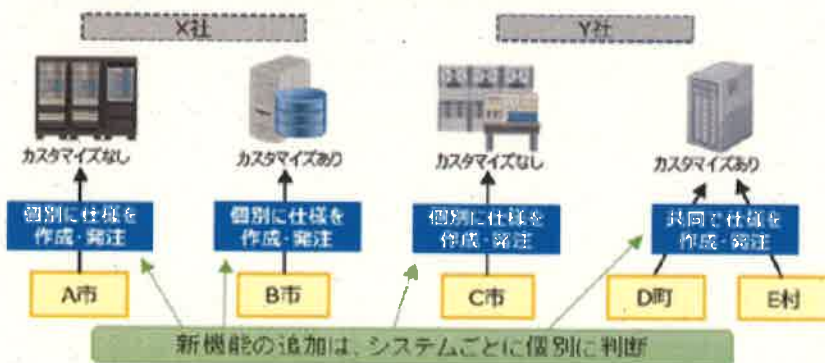 X社
Y社
カスタマイズなし
カスタマイズあり
カスタマイズなし
カスタマイズあり
個別に仕様を
作成・発注
個別に仕様を
作成・発注
個別に仕様を
作成・発注
共同で仕様を
作成・発注
A市
B市
C市
D町
E村
新機能の追加は、システムごとに個別に判断